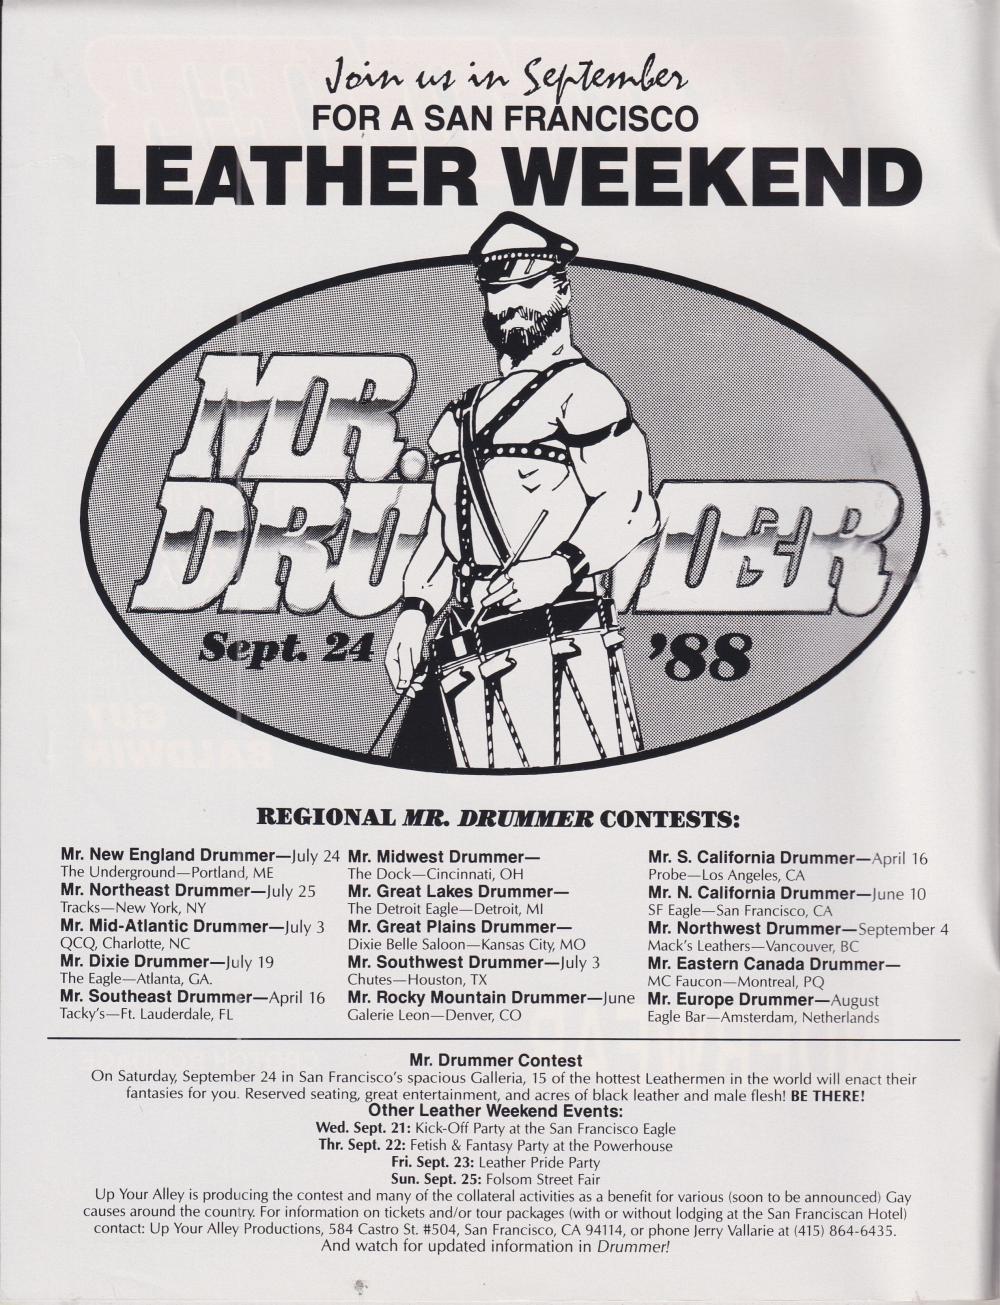 Join us in September
FOR A SAN FRANCISCO
LEATHER WEEKEND
MR.
DRUMMER
Sept. 24 '88
REGIONAL MR. DRUMMER CONTESTS:
Mr. New England Drummer—July 24
The Underground—Portland, ME
Mr. Northeast Drummer—July 25
Tracks—New York, NY
Mr. Mid-Atlantic Drummer—July 3
QCQ, Charlotte, NC
Mr. Dixie Drummer—July 19
The Eagle—Atlanta, GA.
Mr. Southeast Drummer—April 16
Tacky's—Ft. Lauderdale, FL
Mr. Midwest Drummer—
The Dock—Cincinnati, OH
Mr. Great Lakes Drummer—
The Detroit Eagle—Detroit, MI
Mr. Great Plains Drummer—
Dixie Belle Saloon—Kansas City, MO
Mr. Southwest Drummer—July 3
Chutes—Houston, TX
Mr. Rocky Mountain Drummer—June
Galerie Leon—Denver, CO
Mr. S. California Drummer—April 16
Probe—Los Angeles, CA
Mr. N. California Drummer—June 10
SF Eagle—San Francisco, CA
Mr. Northwest Drummer—September 4
Mack's Leathers—Vancouver, BC
Mr. Eastern Canada Drummer—
MC Faucon—Montreal, PQ
Mr. Europe Drummer—August
Eagle Bar—Amsterdam, Netherlands
Mr. Drummer Contest
On Saturday, September 24 in San Francisco's spacious Galleria, 15 of the hottest Leathermen in the world will enact their
fantasies for you. Reserved seating, great entertainment, and acres of black leather and male flesh! BE THERE!
Other Leather Weekend Events:
Wed. Sept. 21: Kick-Off Party at the San Francisco Eagle
Thr. Sept. 22: Fetish & Fantasy Party at the Powerhouse
Fri. Sept. 23: Leather Pride Party
Sun. Sept. 25: Folsom Street Fair
Up Your Alley is producing the contest and many of the collateral activities as a benefit for various (soon to be announced) Gay
causes around the country. For information on tickets and/or tour packages (with or without lodging at the San Franciscan Hotel)
contact: Up Your Alley Productions, 584 Castro St. #504, San Francisco, CA 94114, or phone Jerry Vallarie at (415) 864-6435.
And watch for updated information in Drummer!